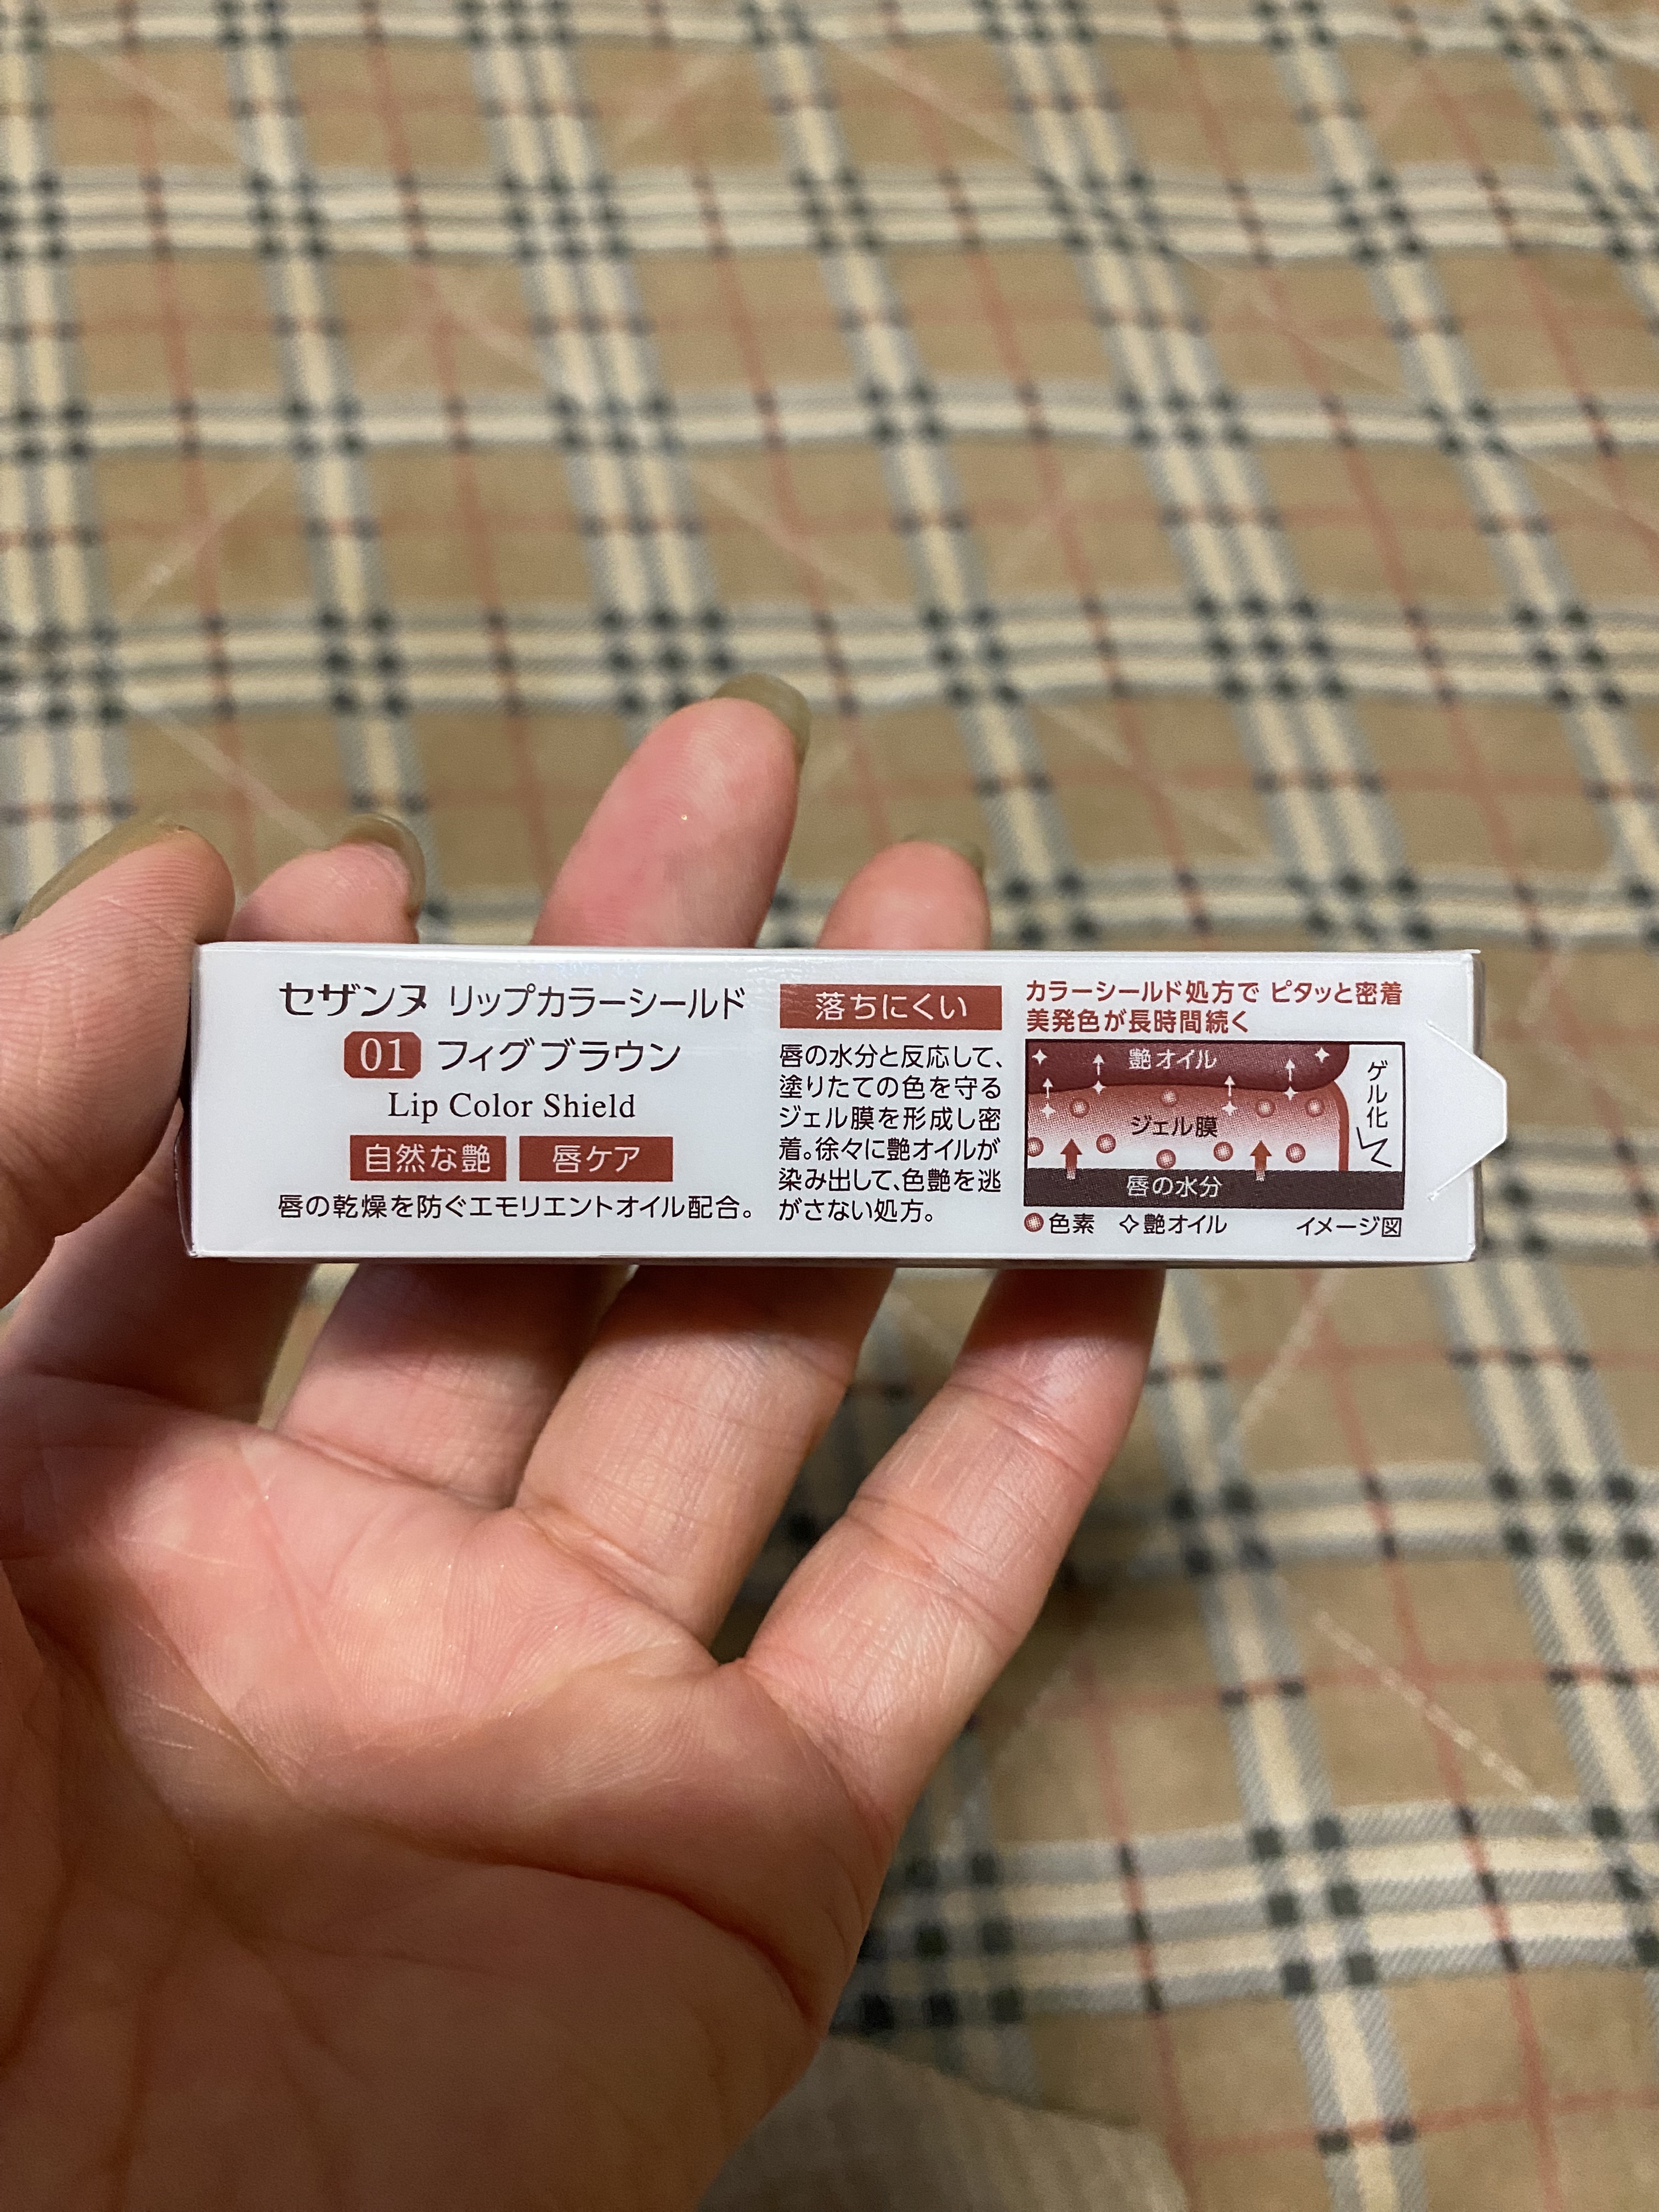 セザンヌ リップカラーシールド
01 フィグブラウン
Lip Color Shield
自然な艶 唇ケア
唇の乾燥を防ぐエモリエントオイル配合。
落ちにくい
唇の水分と反応して、
塗りたての色を守る
ジェル膜を形成し密
着。徐々に艶オイルが
染み出して、色艶を逃
がさない処方。
カラーシールド処方で ピタッと密着
美発色が長時間続く
艶オイル
ジェル膜
唇の水分
ゲル化
色素 艶オイル イメージ図